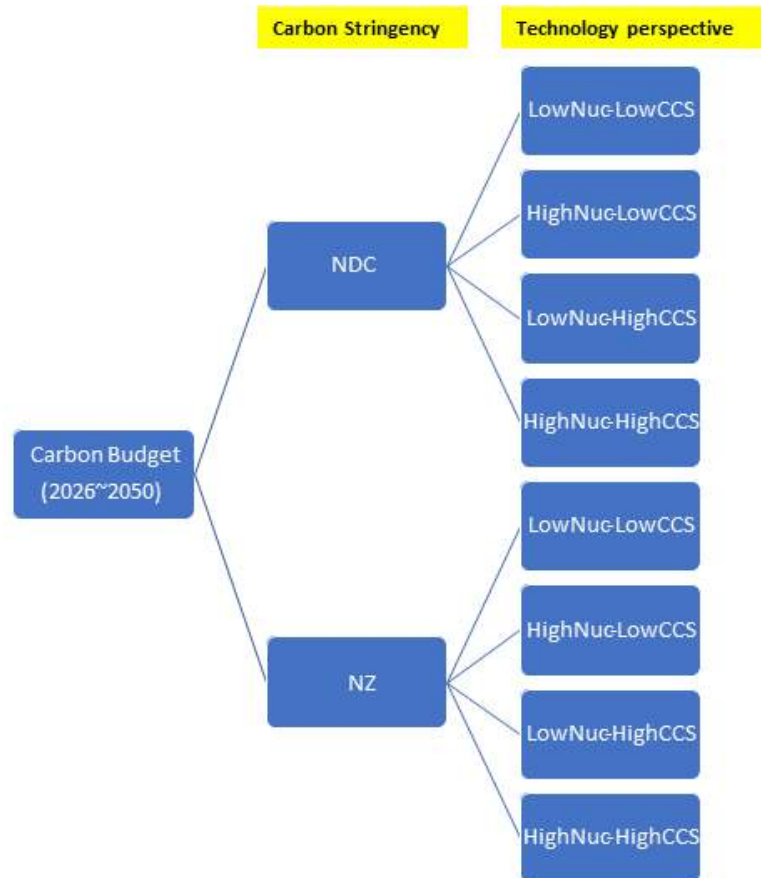 Carbon Stringency
Technology perspective
LowNuc-LowCCS
HighNuc-LowCCS
NDC
LowNuc-HighCCS
HighNuc-HighCCS
Carbon Budget
(2026~2050)
LowNuc-LowCCS
HighNuc-LowCCS
NZ
LowNuc-HighCCS
HighNuc-HighCCS